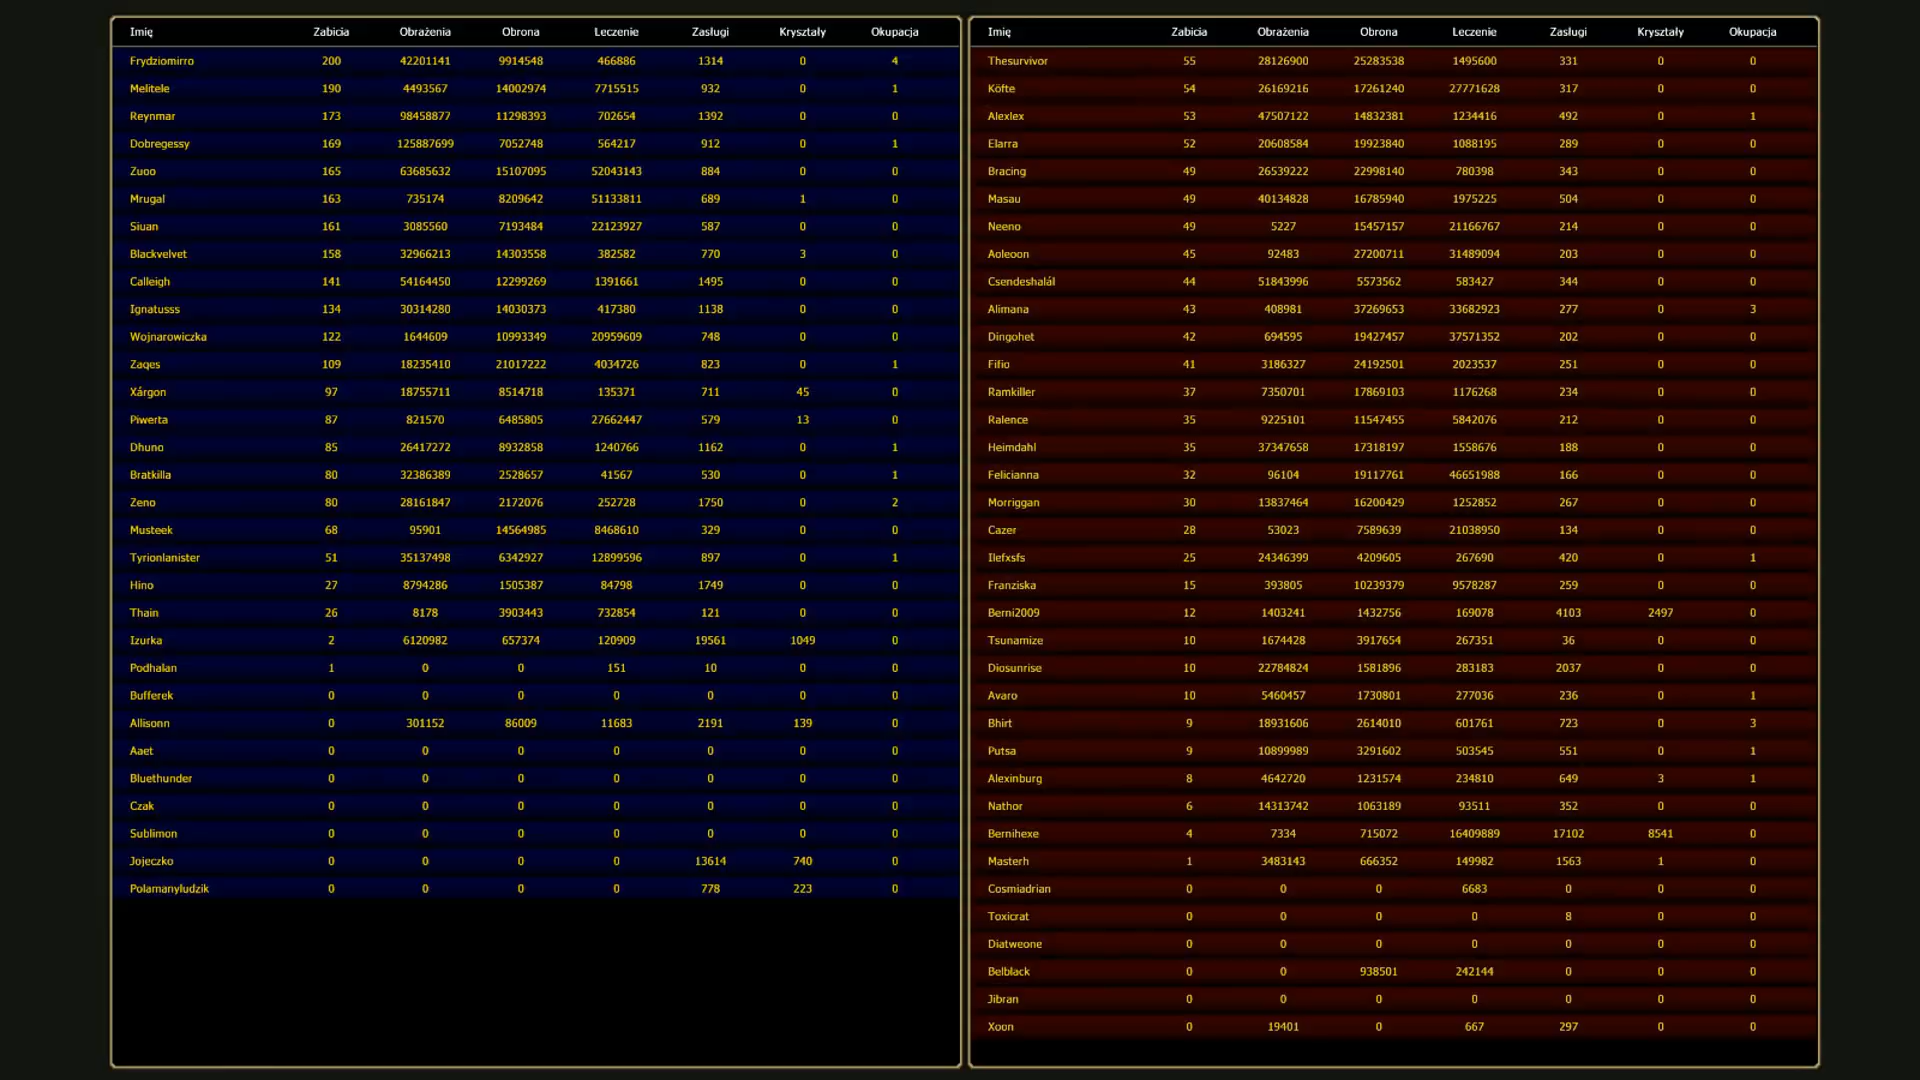 Imię Zabicia Obrażenia Obrona Leczenie Zasługi Kryształy Okupacja
Frydziomirro 200 42201141 9914548 466886 1314 0 4
Melitele 190 4493567 14002974 7715515 932 0 1
Reynmar 173 98458877 11298393 702654 1392 0 0
Dobregessy 169 125887699 7052748 564217 912 0 1
Zuoo 165 63685632 15107095 52043143 884 0 0
Mrugal 163 735174 8209642 51133811 689 1 0
Siuan 161 3085560 7193484 22123927 587 0 0
Blackvelvet 158 32966213 14303558 382582 770 3 0
Calleigh 141 54164450 12299269 1391661 1495 0 0
Ignatusss 134 30314280 14030373 417380 1138 0 0
Wojnarowiczka 122 1644609 10993349 20959609 748 0 0
Zaqes 109 18235410 21017222 4034726 823 0 1
Xárgon 97 18755711 8514718 135371 711 45 0
Piwerta 87 821570 6485805 27662447 579 13 0
Dhuno 85 26417272 8932858 1240766 1162 0 1
Bratkilla 80 32386389 2528657 41567 530 0 1
Zeno 80 28161847 2172076 252728 1750 0 2
Musteek 68 95901 14564985 8468610 329 0 0
Tyrionlanister 51 35137498 6342927 12899596 897 0 1
Hino 27 8794286 1505387 84798 1749 0 0
Thain 26 8178 3903443 732854 121 0 0
Izurka 2 6120982 657374 120909 19561 1049 0
Podhalan 1 0 0 151 10 0 0
Bufferek 0 0 0 0 0 0 0
Allisonn 0 301152 86009 11683 2191 139 0
Aaet 0 0 0 0 0 0 0
Bluethunder 0 0 0 0 0 0 0
Czak 0 0 0 0 0 0 0
Sublimon 0 0 0 0 0 0 0
Jojeczko 0 0 0 0 13614 740 0
Polamanyludzik 0 0 0 0 778 223 0
Imię Zabicia Obrażenia Obrona Leczenie Zasługi Kryształy Okupacja
Thesurvivor 55 28126900 25283538 1495600 331 0 0
Köfte 54 26169216 17261240 27771628 317 0 0
Alexlex 53 47507122 14832381 1234416 492 0 1
Elarra 52 20608584 19923840 1088195 289 0 0
Bracing 49 26539222 22998140 780398 343 0 0
Masau 49 40134828 16785940 1975225 504 0 0
Neeno 49 5227 15457157 21166767 214 0 0
Aoleoon 45 92483 27200711 31489094 203 0 0
Csendeshalál 44 51843996 5573562 583427 344 0 0
Alimana 43 408981 37269653 33682923 277 0 3
Dingohet 42 694595 19427457 37571352 202 0 0
Fifio 41 3186327 24192501 2023537 251 0 0
Ramkiller 37 7350701 17869103 1176268 234 0 0
Ralence 35 9225101 11547455 5842076 212 0 0
Heimdahl 35 37347658 17318197 1558676 188 0 0
Felicianna 32 96104 19117761 46651988 166 0 0
Morriggan 30 13837464 16200429 1252852 267 0 0
Cazer 28 53023 7589639 21038950 134 0 0
Ilefxsfs 25 24346399 4209605 267690 420 0 1
Franziska 15 393805 10239379 9578287 259 0 0
Berni2009 12 1403241 1432756 169078 4103 2497 0
Tsunamize 10 1674428 3917654 267351 36 0 0
Diosunrise 10 22784824 1581896 283183 2037 0 0
Avaro 10 5460457 1730801 277036 236 0 1
Bhirt 9 18931606 2614010 601761 723 0 3
Putsa 9 10899989 3291602 503545 551 0 1
Alexinburg 8 4642720 1231574 234810 649 3 1
Nathor 6 14313742 1063189 93511 352 0 0
Bernihexe 4 7334 715072 16409889 17102 8541 0
Masterh 1 3483143 666352 149982 1563 1 0
Cosmiadrian 0 0 0 6683 0 0 0
Toxicrat 0 0 0 0 8 0 0
Diatweone 0 0 0 0 0 0 0
Belblack 0 0 938501 242144 0 0 0
Jibran 0 0 0 0 0 0 0
Xoon 0 19401 0 667 297 0 0